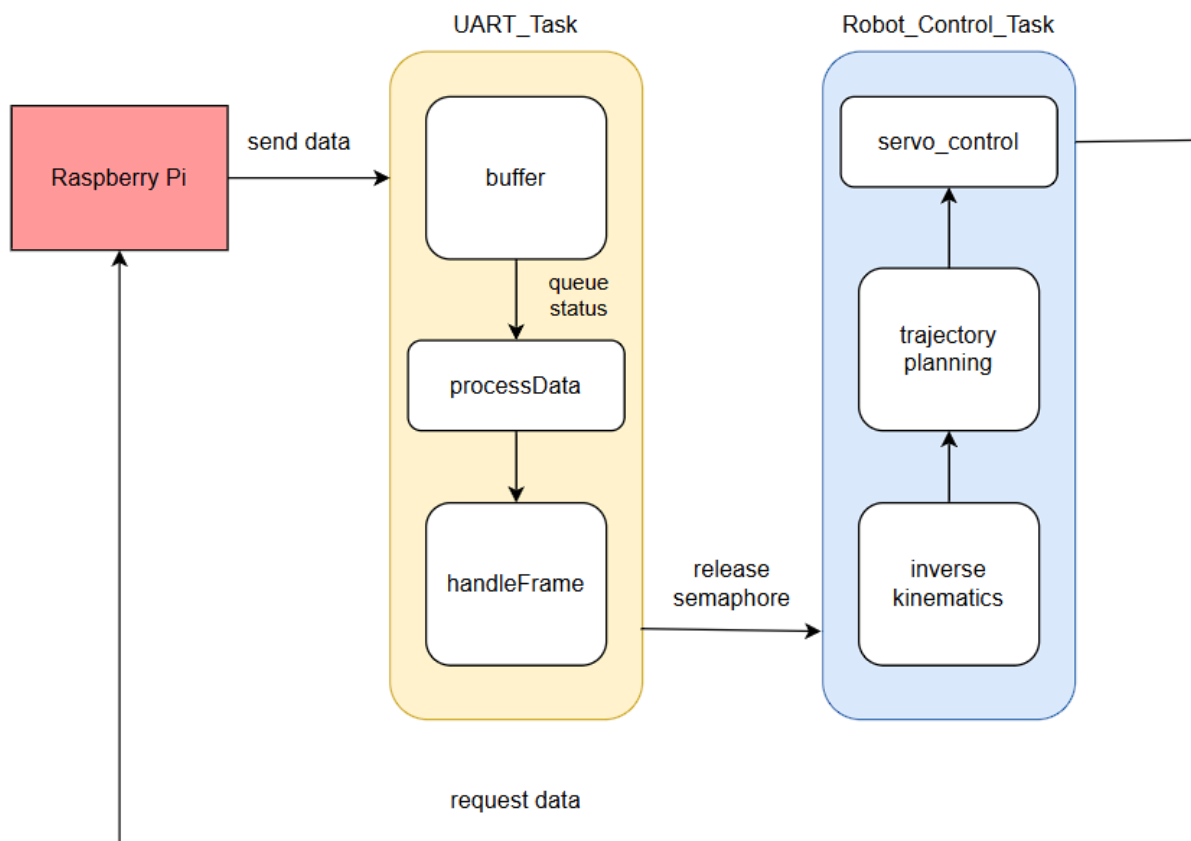 UART_Task
Robot_Control_Task
Raspberry Pi
send data
buffer
queue
status
processData
handleFrame
release
semaphore
servo_control
trajectory
planning
inverse
kinematics
request data